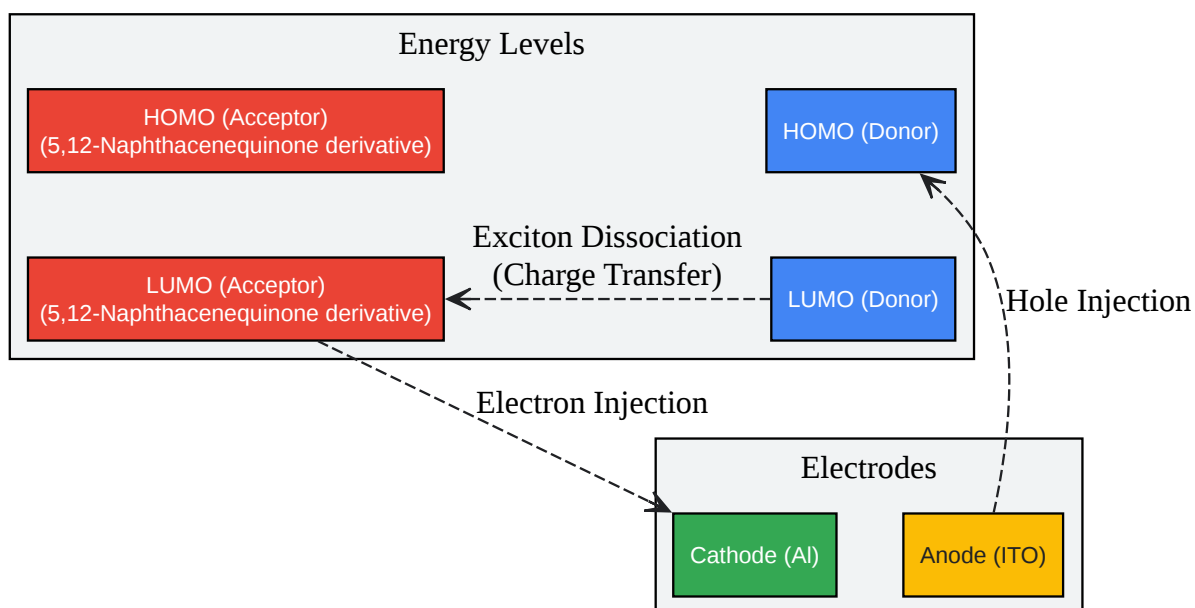 Energy Levels
HOMO (Acceptor)
(5,12-Naphthacenequinone derivative)
HOMO (Donor)
Exciton Dissociation
(Charge Transfer)
LUMO (Acceptor)
(5,12-Naphthacenequinone derivative)
LUMO (Donor)
Hole Injection
Electron Injection
Electrodes
Cathode (Al)
Anode (ITO)